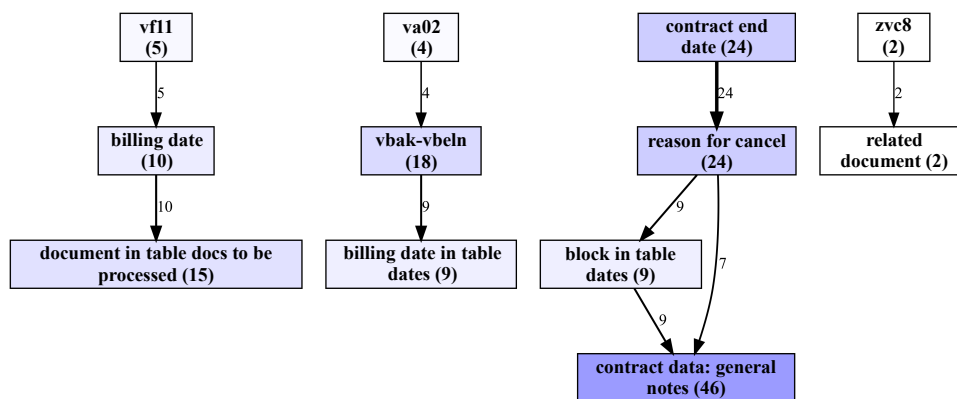 vf11
(5)
va02
(4)
contract end
date (24)
zvc8
(2)
5
4
24
2
billing date
(10)
vbak-vbeln
(18)
reason for cancel
(24)
related
document (2)
10
9
9
7
document in table docs to be
processed (15)
billing date in table
dates (9)
block in table
dates (9)
9
contract data: general
notes (46)